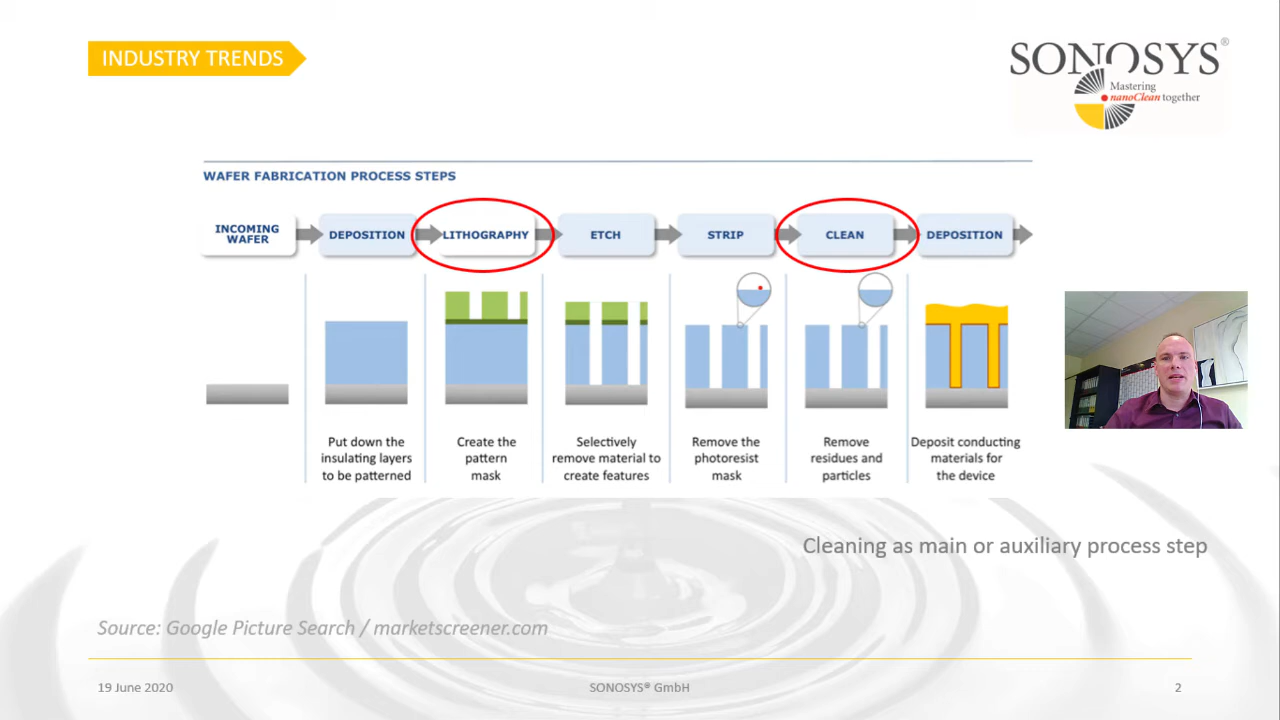 INDUSTRY TRENDS
SONOSYS®
Mastering
nanoClean together
WAFER FABRICATION PROCESS STEPS
INCOMING
WAFER
DEPOSITION
LITHOGRAPHY
ETCH
STRIP
CLEAN
DEPOSITION
Put down the
insulating layers
to be patterned
Create the
pattern
mask
Selectively
remove material to
create features
Remove the
photoresist
mask
Remove
residues and
particles
Deposit conducting
materials for
the device
Cleaning as main or auxiliary process step
Source: Google Picture Search / marketscreener.com
19 June 2020
SONOSYS® GmbH
2